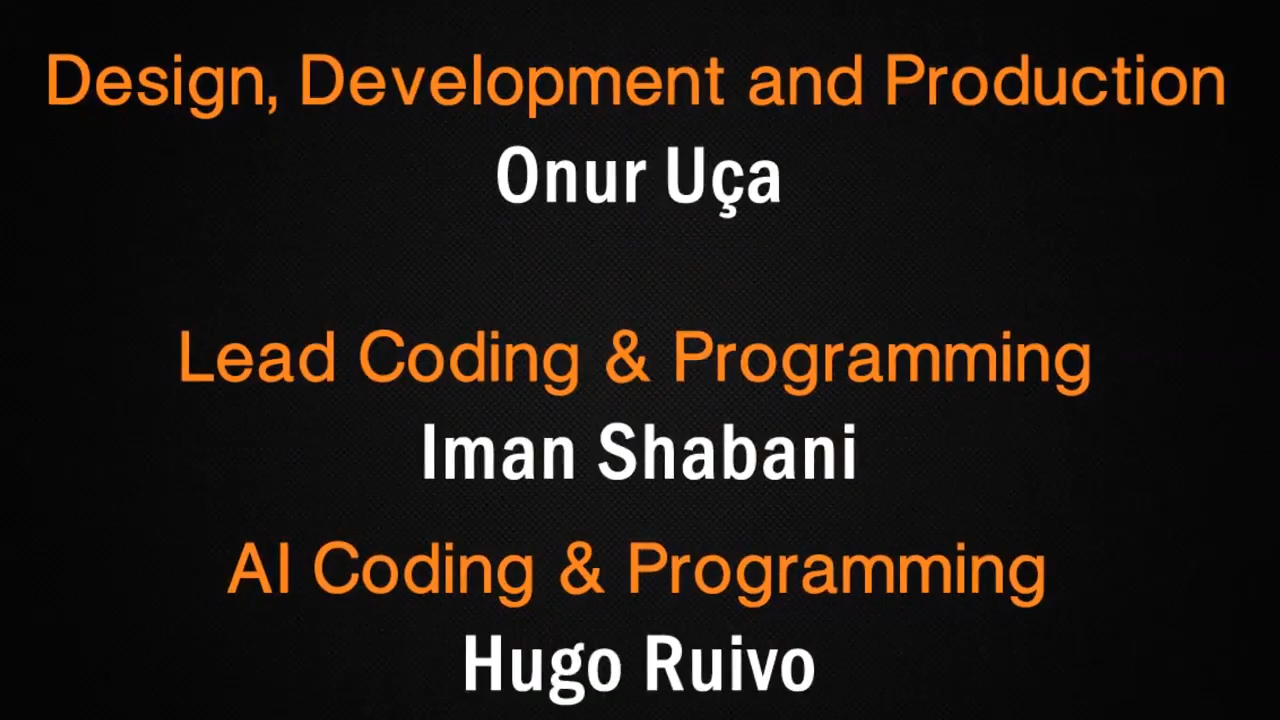 Design, Development and Production
Onur Uça
Lead Coding & Programming
Iman Shabani
AI Coding & Programming
Hugo Ruivo